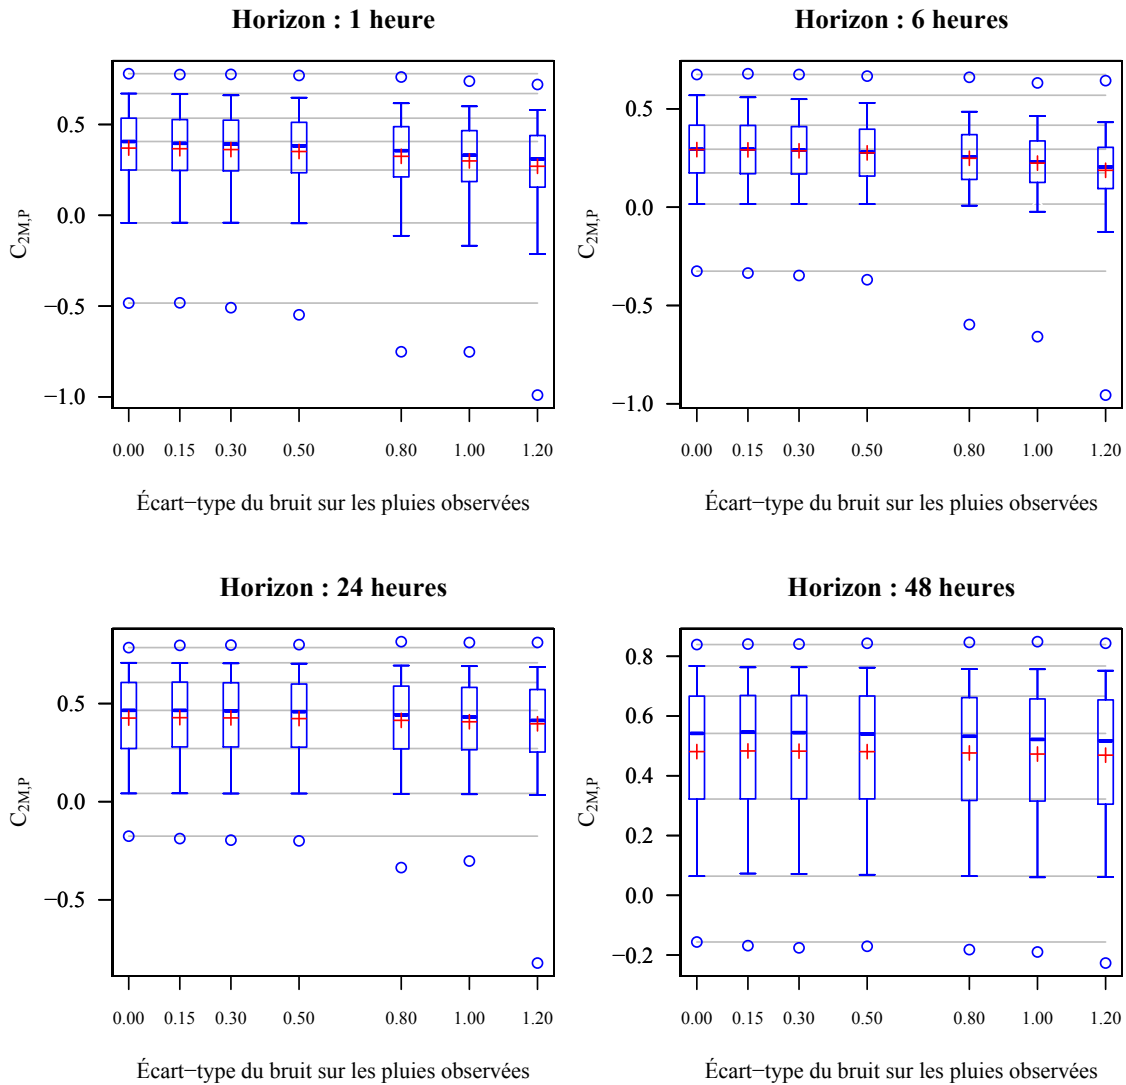 Horizon : 1 heure
C2M,P
0.5
0.0
−0.5
−1.0
0.00 0.15 0.30 0.50 0.80 1.00 1.20
Écart−type du bruit sur les pluies observées
Horizon : 6 heures
C2M,P
0.5
0.0
−0.5
−1.0
0.00 0.15 0.30 0.50 0.80 1.00 1.20
Écart−type du bruit sur les pluies observées
Horizon : 24 heures
C2M,P
0.5
0.0
−0.5
0.00 0.15 0.30 0.50 0.80 1.00 1.20
Écart−type du bruit sur les pluies observées
Horizon : 48 heures
C2M,P
0.8
0.6
0.4
0.2
0.0
−0.2
0.00 0.15 0.30 0.50 0.80 1.00 1.20
Écart−type du bruit sur les pluies observées